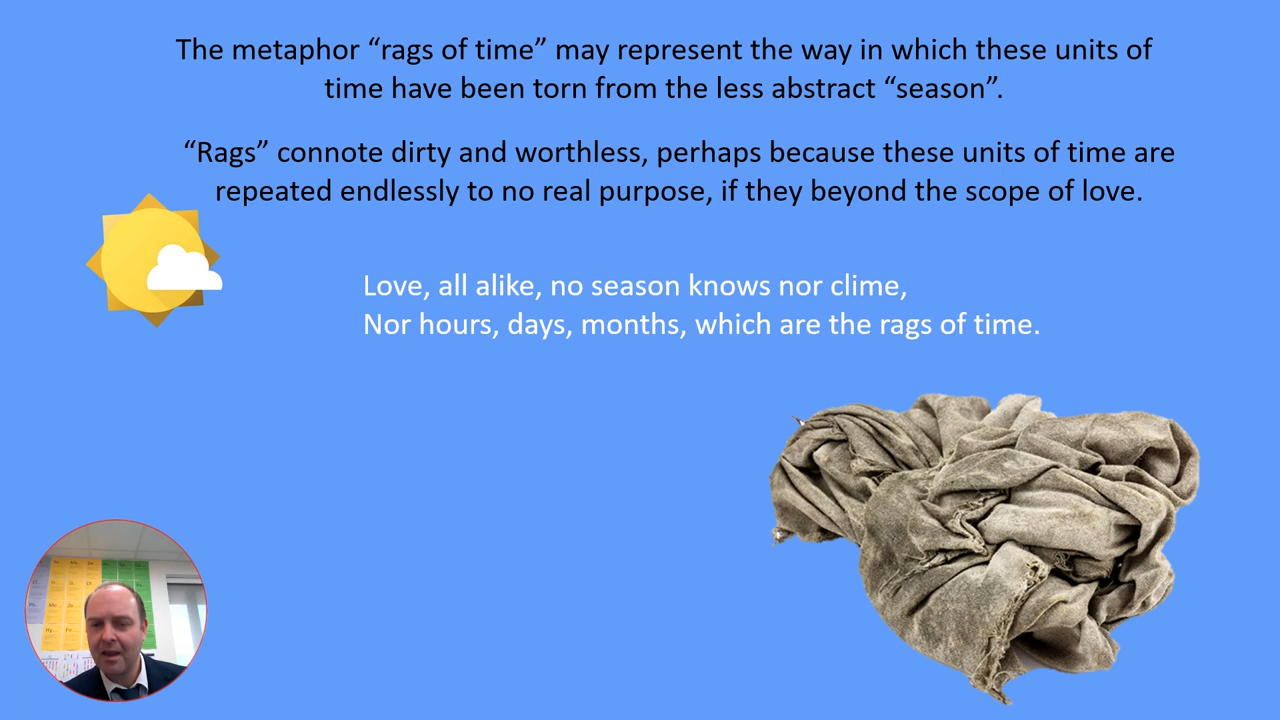 The metaphor “rags of time” may represent the way in which these units of
time have been torn from the less abstract “season”.
“Rags” connote dirty and worthless, perhaps because these units of time are
repeated endlessly to no real purpose, if they beyond the scope of love.
Love, all alike, no season knows nor clime,
Nor hours, days, months, which are the rags of time.